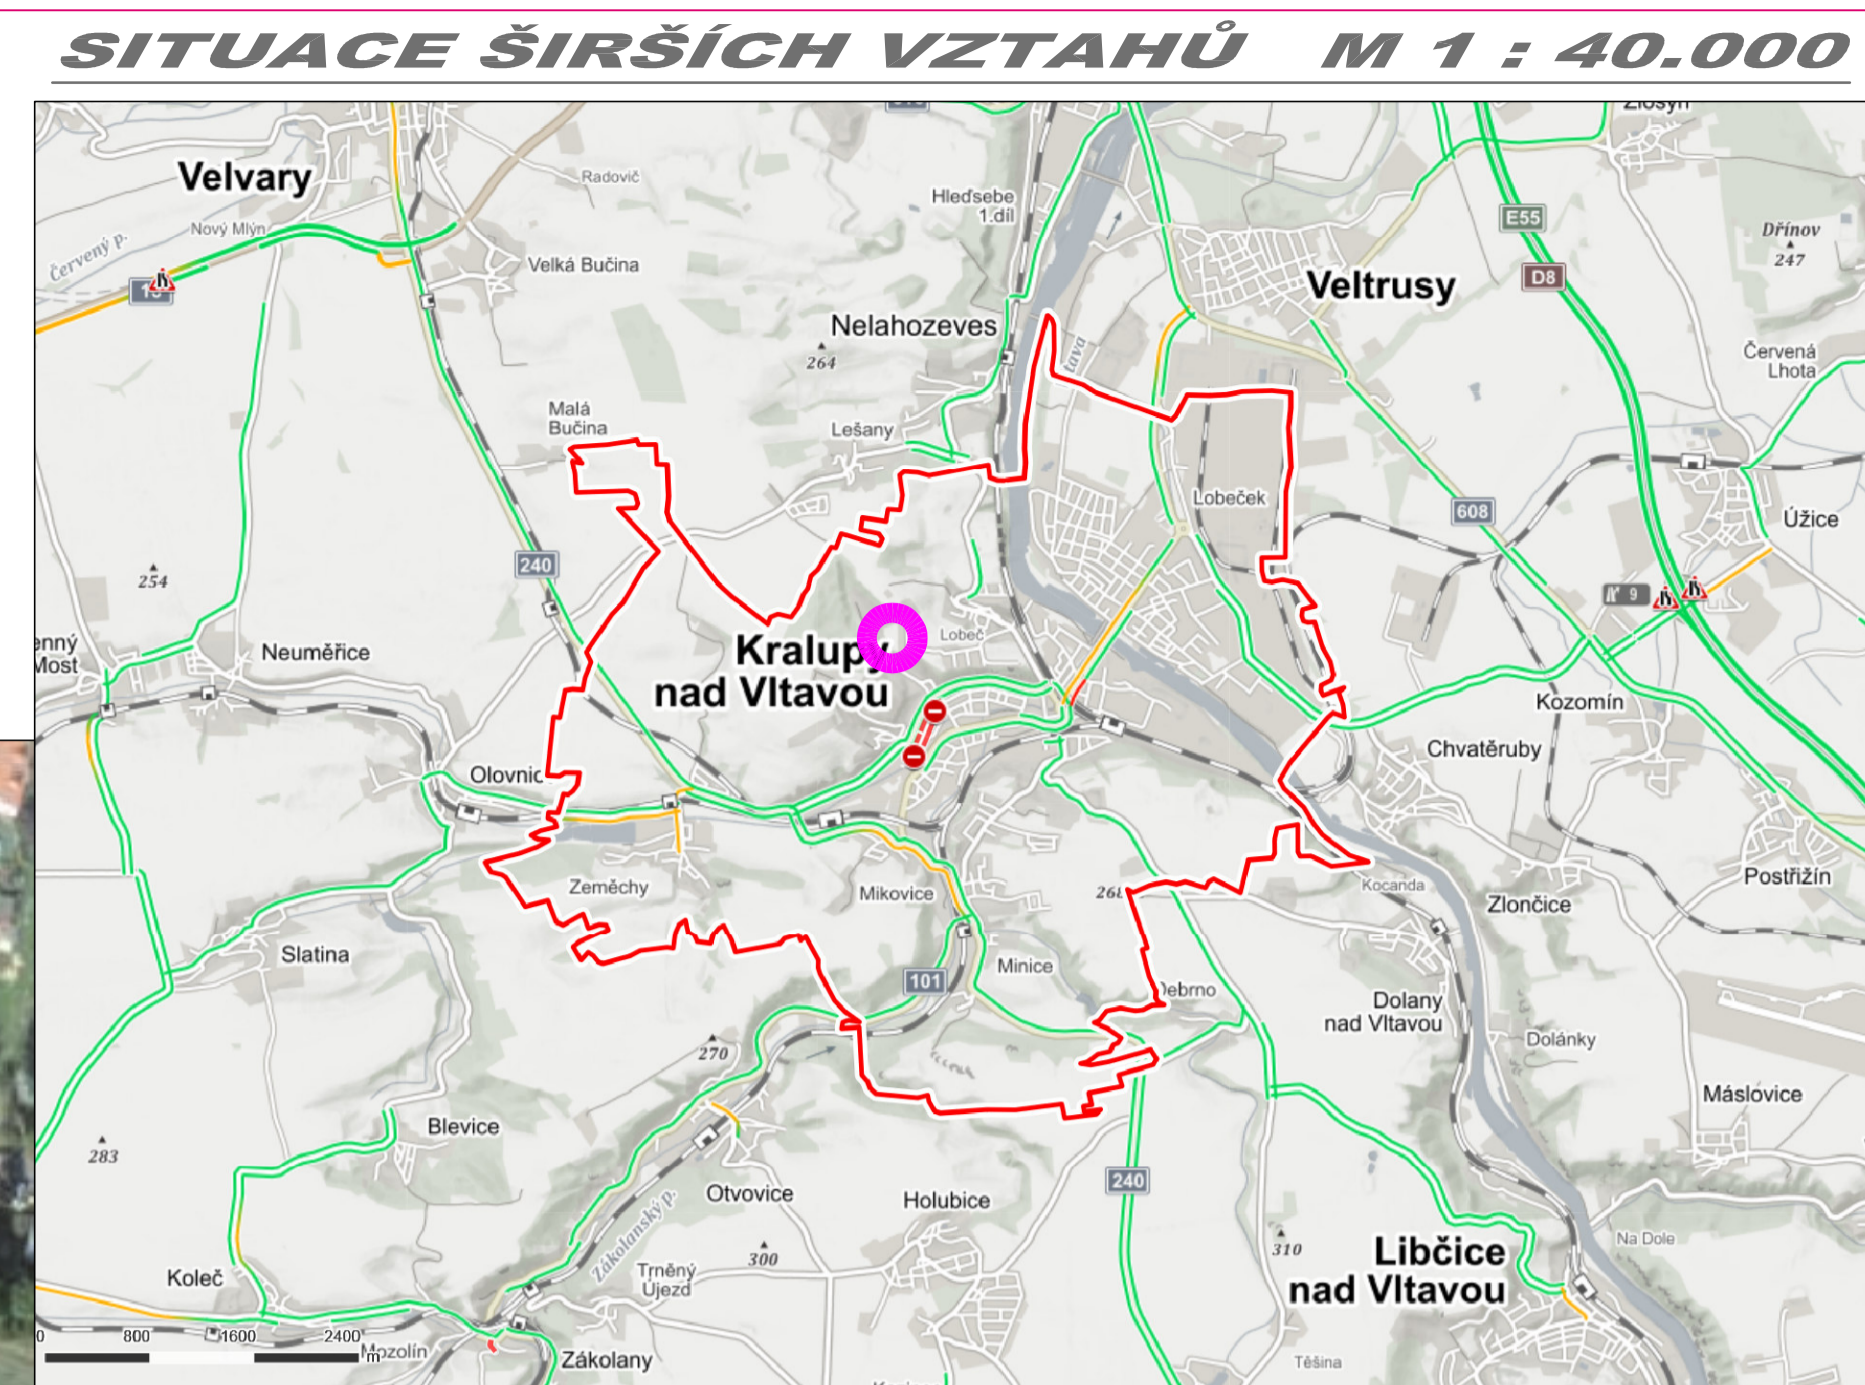 SITUACE ŠIRŠÍCH VZTAHŮ M 1 : 40.000
Velvary
Radovič
Nový Mlýn
Červený p.
Velká Bučina
Hleďsebe
1.díl
E55
D8
Dřínov
247
Veltrusy
Nelahozeves
264
Červená
Lhota
Malá
Bučina
Lešany
Lobeček
608
Úžice
240
254
9
Neuměřice
Most
Lobeč
Kralupy
nad Vltavou
Kozomín
Chvatěruby
Zeměchy
Mikovice
Kocanda
Postřižín
Zlončice
Slatina
101
Minice
Dolany
nad Vltavou
Dolánky
270
Máslovice
Blevice
283
240
Otvovice
Holubice
Zákolanský p.
300
310
Na Dole
Libčice
nad Vltavou
Koleč
Trněný
Újezd
0 800 1600 2400 m
Zákolany
Těšina